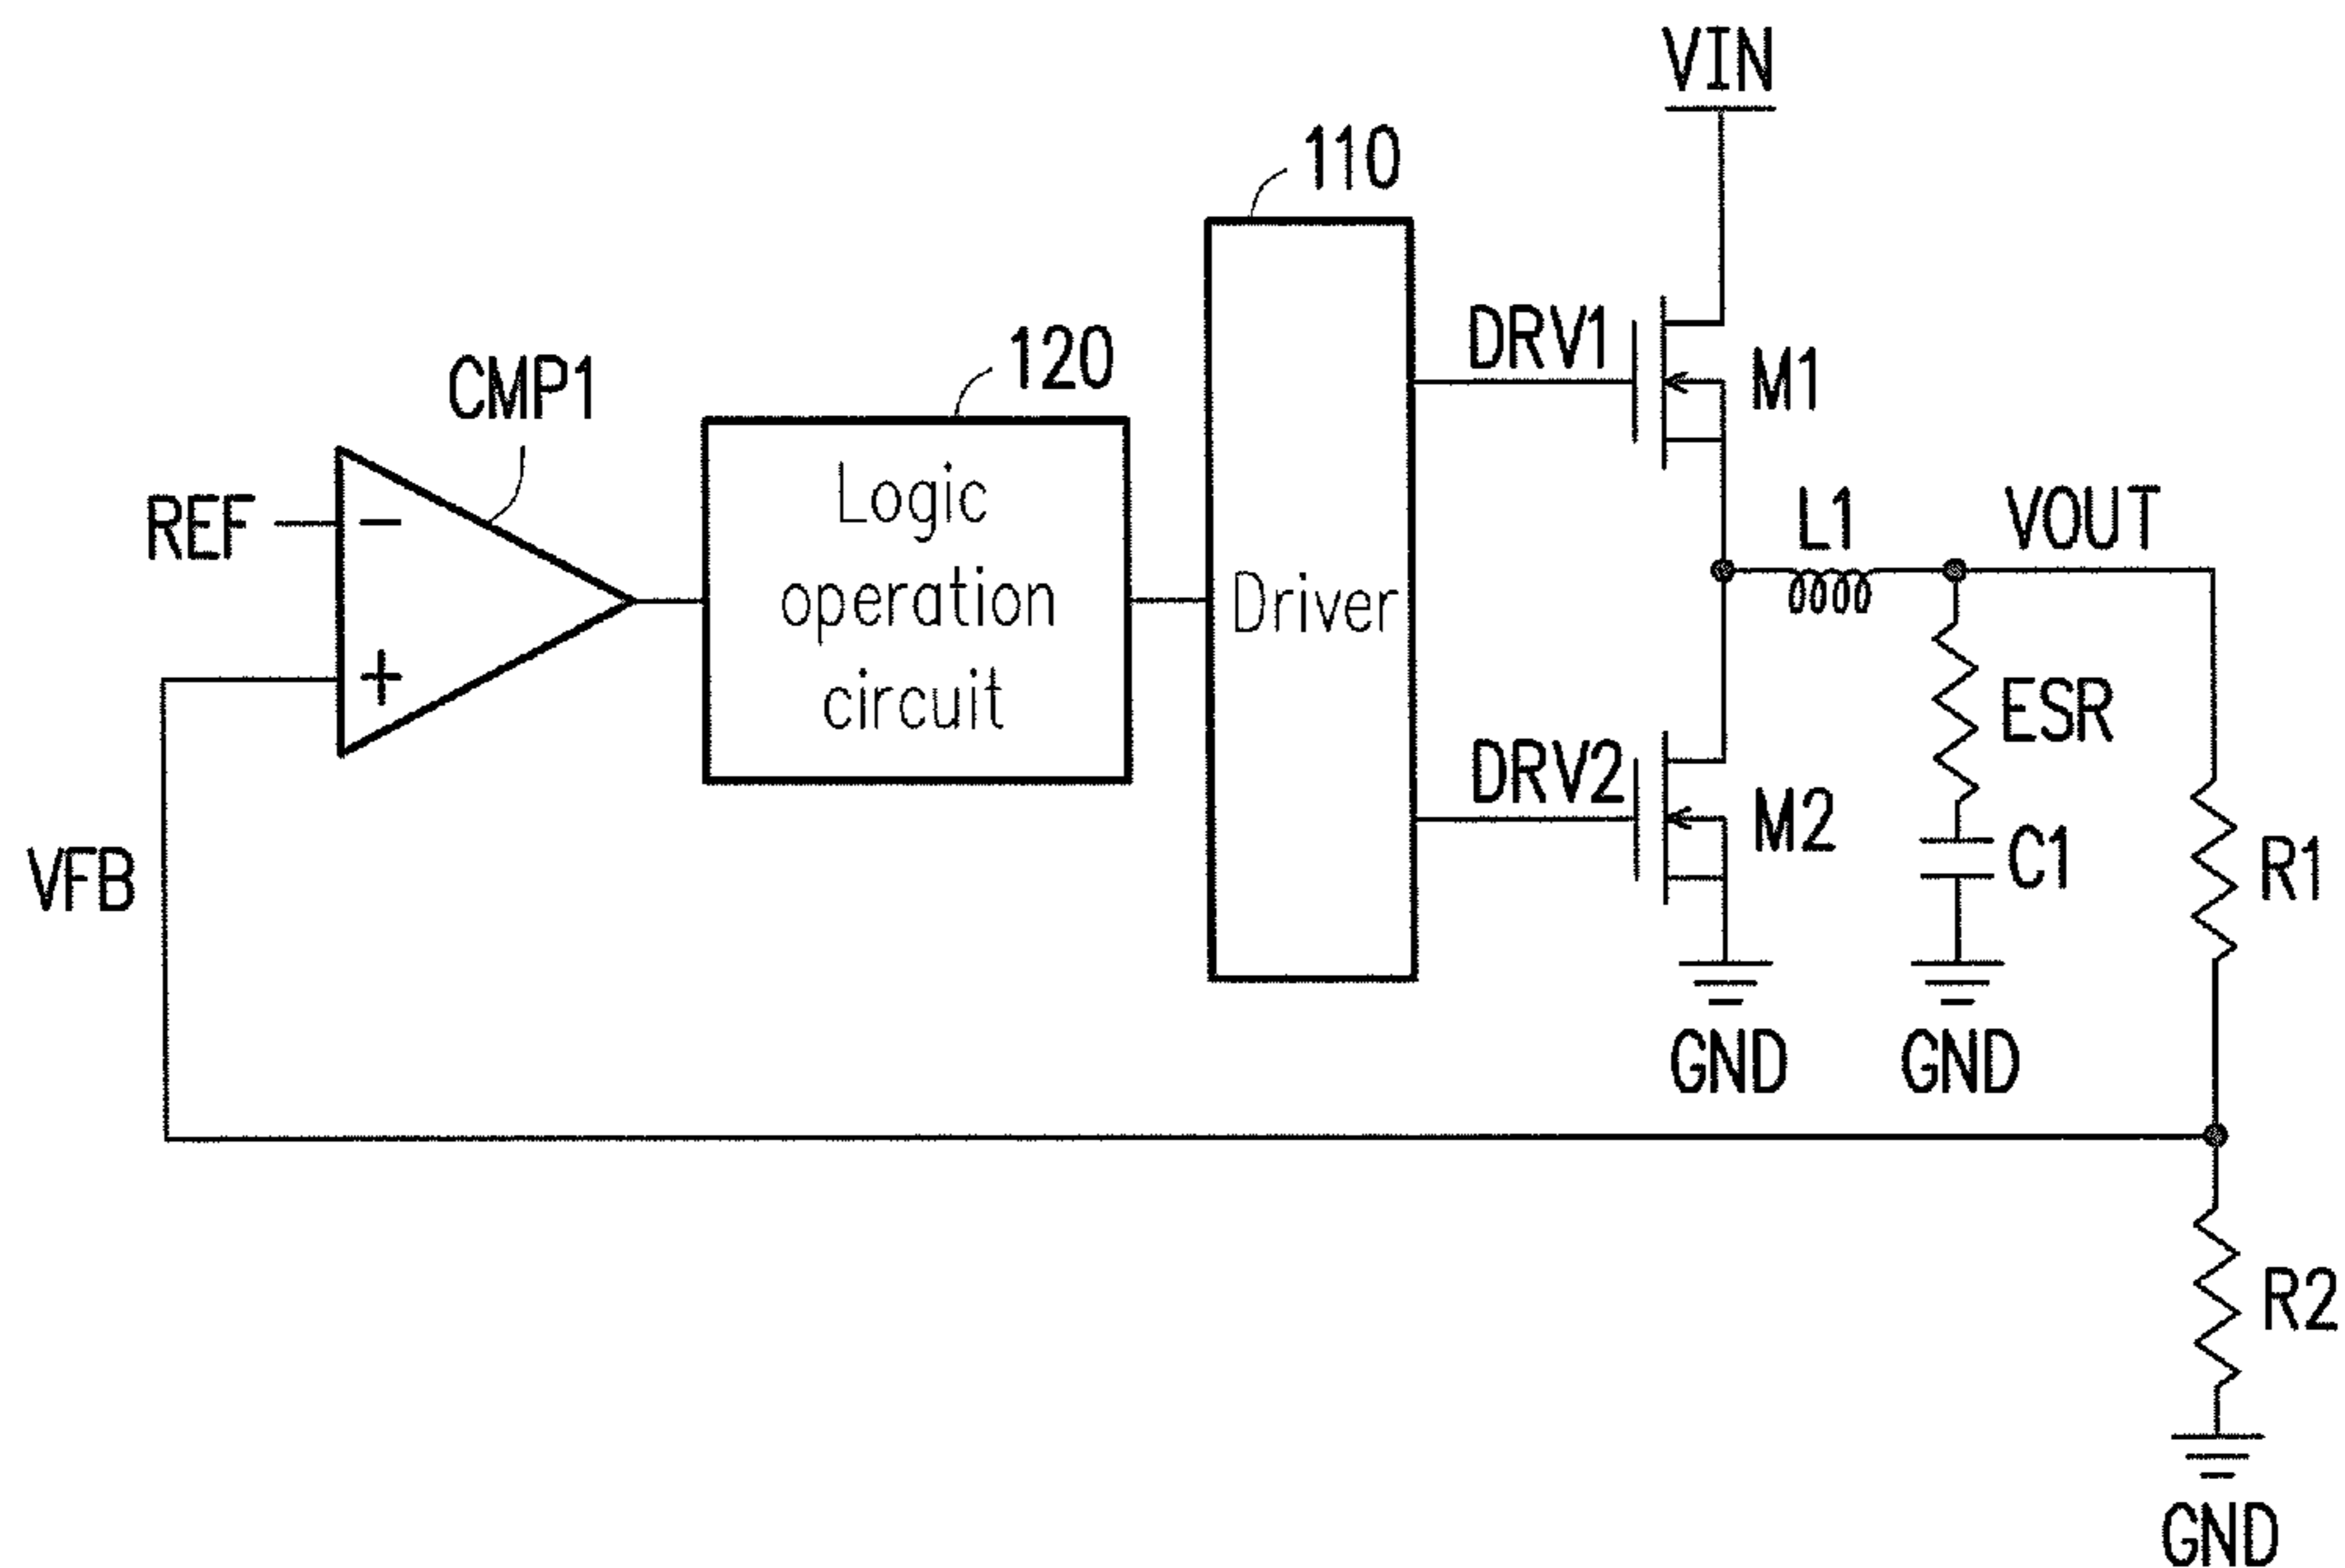 VIN
110
120
CMP1
DRV1
M1
REF
−
Logic
operation
circuit
Driver
L1
VOUT
+
ESR
DRV2
M2
C1
VFB
R1
GND
GND
R2
GND